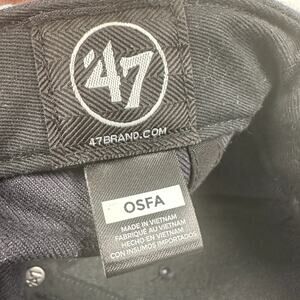 '47
47BRAND.COM
OSFA
MADE IN VIETNAM
FABRIQUÉ AU VIETNAM
HECHO EN VIETNAM
CON INSUMOS IMPORTADOS